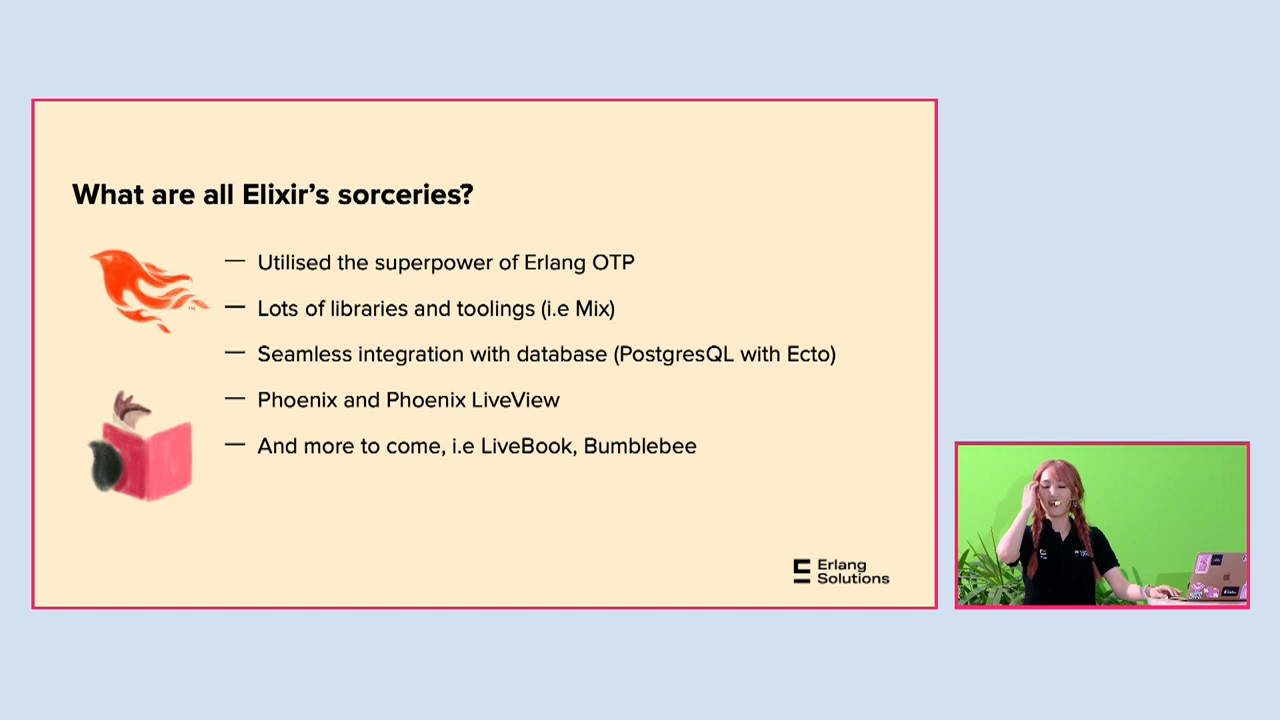 What are all Elixir's sorceries?
— Utilised the superpower of Erlang OTP
— Lots of libraries and toolings (i.e Mix)
— Seamless integration with database (PostgresQL with Ecto)
— Phoenix and Phoenix LiveView
— And more to come, i.e LiveBook, Bumblebee
™
Erlang
Solutions